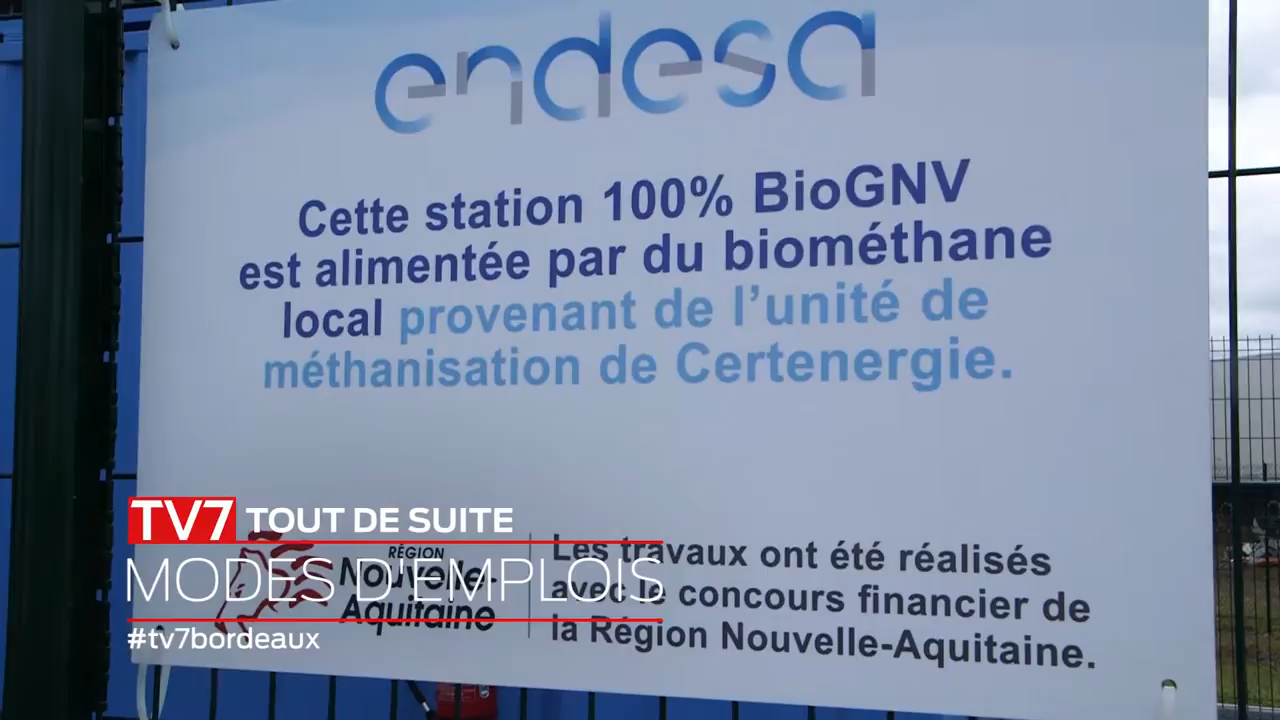 endesa
Cette station 100% BioGNV
est alimentée par du biométhane
local provenant de l'unité de
méthanisation de Certenergie.
TV7 TOUT DE SUITE
MODES D'EMPLOIS
#tv7bordeaux
RÉGION
Nouvelle-
Aquitaine
Les travaux ont été réalisés
avec le concours financier de
la Région Nouvelle-Aquitaine.